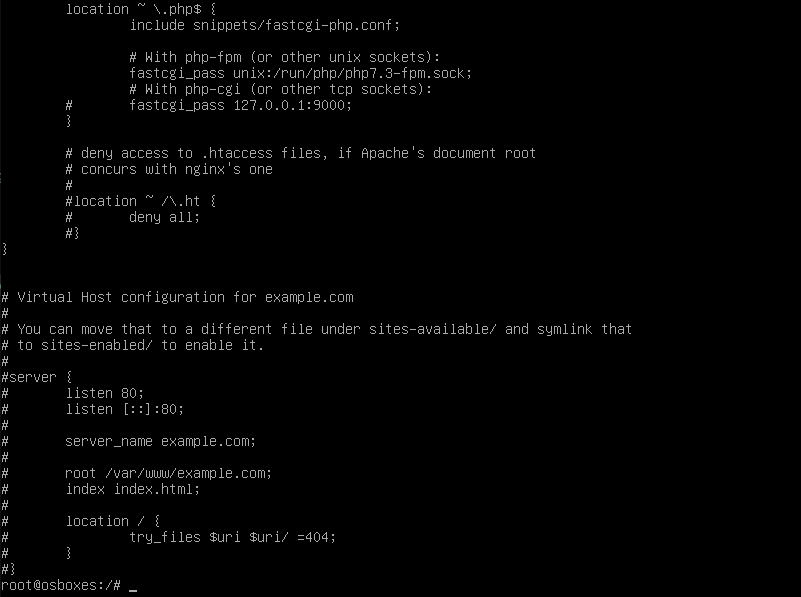 location ~ \.php$ {
                include snippets/fastcgi-php.conf;

                # With php-fpm (or other unix sockets):
                fastcgi_pass unix:/run/php/php7.3-fpm.sock;
                # With php-cgi (or other tcp sockets):
        #       fastcgi_pass 127.0.0.1:9000;
        }

        # deny access to .htaccess files, if Apache's document root
        # concurs with nginx's one
        #
        #location ~ /\.ht {
        #       deny all;
        #}
}


# Virtual Host configuration for example.com
#
# You can move that to a different file under sites-available/ and symlink that
# to sites-enabled/ to enable it.
#
#server {
#       listen 80;
#       listen [::]:80;
#
#       server_name example.com;
#
#       root /var/www/example.com;
#       index index.html;
#
#       location / {
#               try_files $uri $uri/ =404;
#       }
#}
root@osboxes:/# _